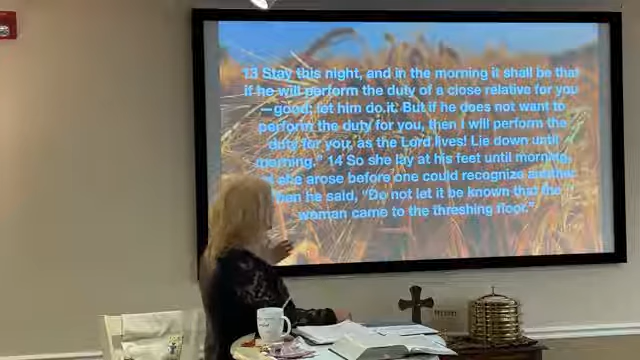 13 Stay this night, and in the morning it shall be that
if he will perform the duty of a close relative for you
—good; let him do it. But if he does not want to
perform the duty for you, then I will perform the
duty for you, as the Lord lives! Lie down until
morning." 14 So she lay at his feet until morning,
she arose before one could recognize another.
Then he said, "Do not let it be known that the
woman came to the threshing floor."